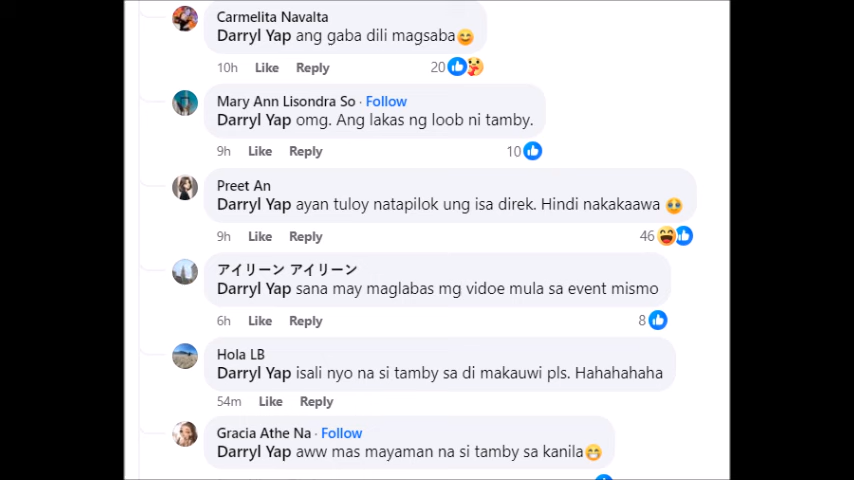 Carmelita Navalta
Darryl Yap ang gaba dili magsaba😊
10h Like Reply 20
Mary Ann Lisondra So · Follow
Darryl Yap omg. Ang lakas ng loob ni tamby.
9h Like Reply 10
Preet An
Darryl Yap ayan tuloy natapilok ung isa direk. Hindi nakakaawa 🥹
9h Like Reply 46
アイリーン アイリーン
Darryl Yap sana may maglabas mg vidoe mula sa event mismo
6h Like Reply 8
Hola LB
Darryl Yap isali nyo na si tamby sa di makauwi pls. Hahahahaha
54m Like Reply
Gracia Athe Na · Follow
Darryl Yap aww mas mayaman na si tamby sa kanila😁